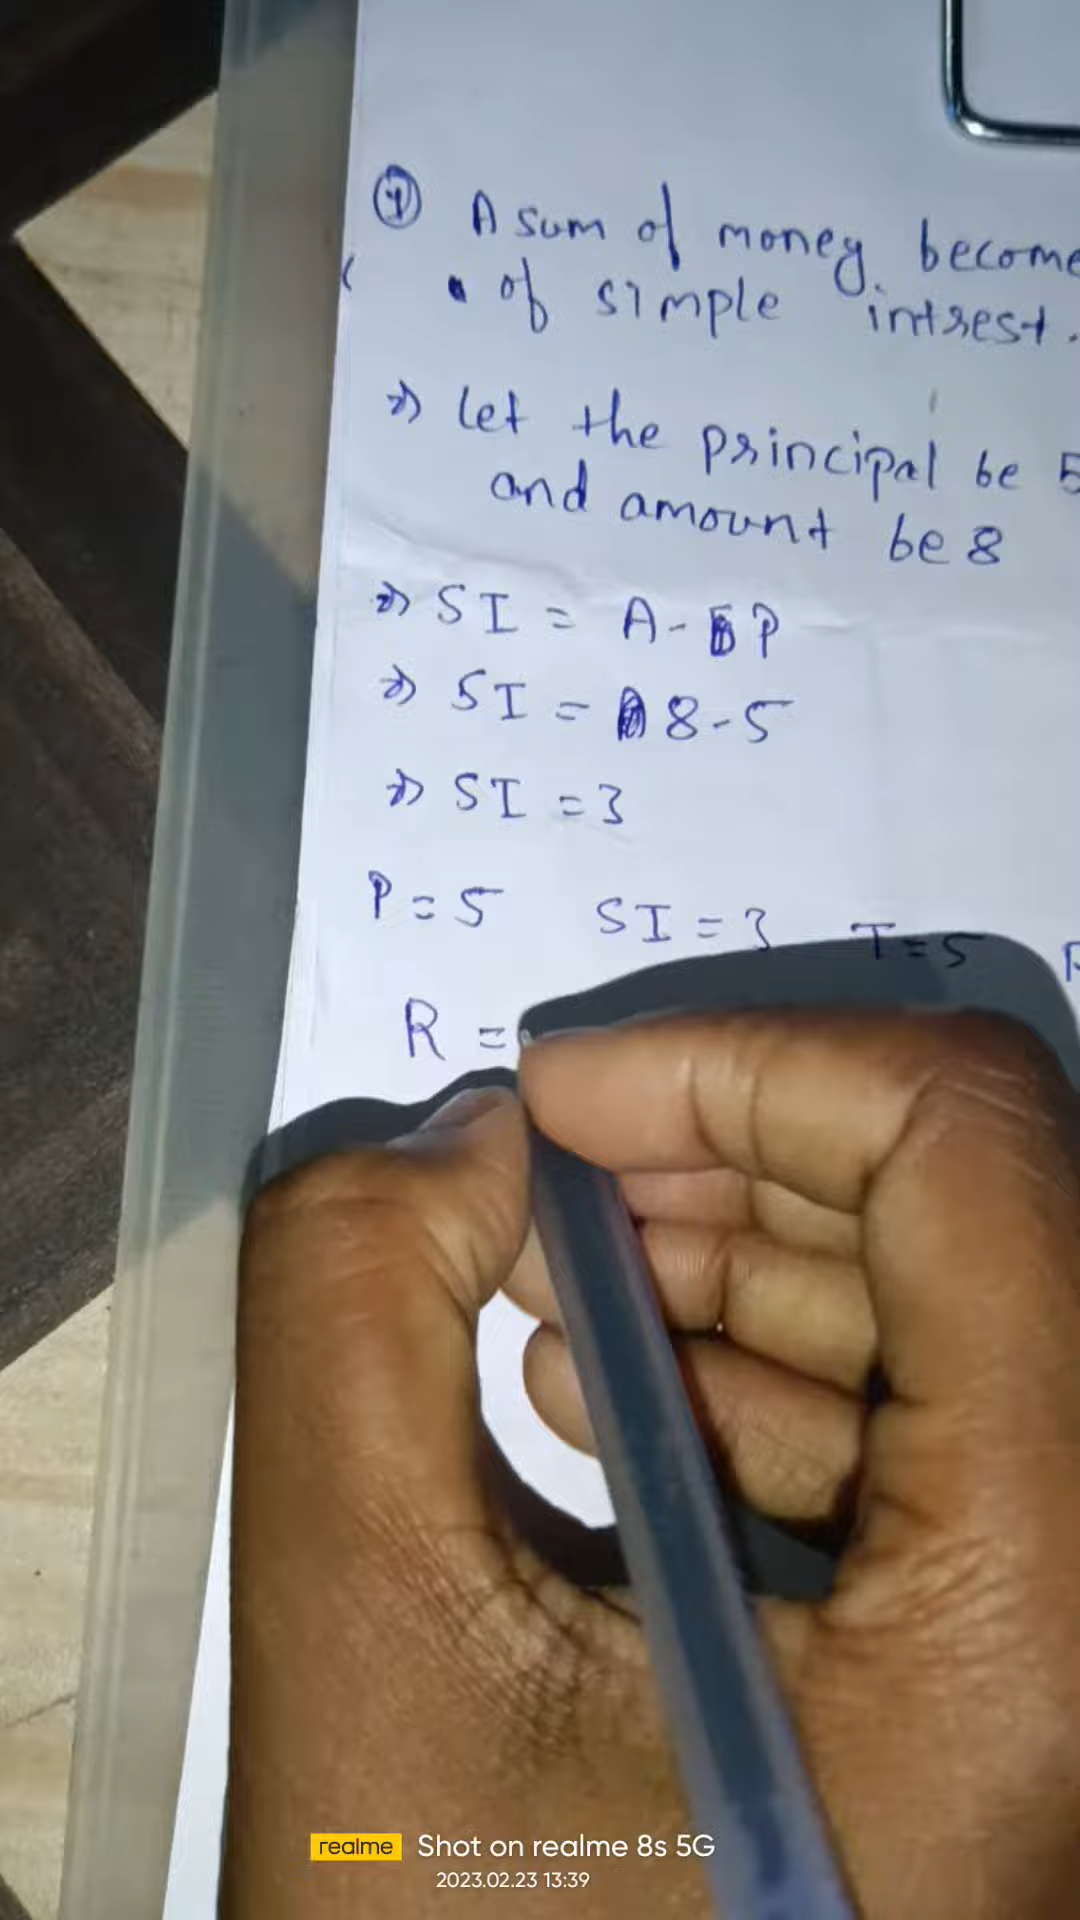 ④ A sum of money become
of simple intrest.
⇒ let the principal be 5
and amount be 8
⇒ SI = A - P
⇒ SI = 8 - 5
⇒ SI = 3
P = 5 SI = 3 T = 5
R =
realme Shot on realme 8s 5G
2023.02.23 13:39